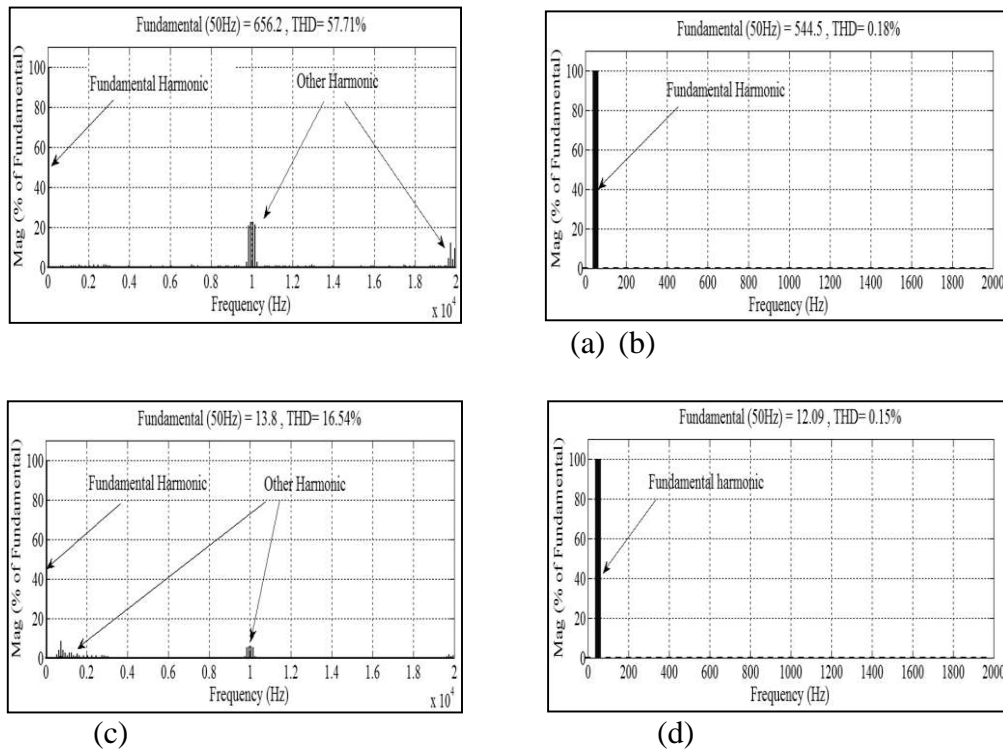 Fundamental (50Hz) = 656.2 , THD= 57.71%
Mag (% of Fundamental)
100
80
60
40
20
0
Fundamental Harmonic
Other Harmonic
0 0.2 0.4 0.6 0.8 1 1.2 1.4 1.6 1.8 2
Frequency (Hz)
x 10^4
Fundamental (50Hz) = 544.5 , THD= 0.18%
Mag (% of Fundamental)
100
80
60
40
20
0
Fundamental Harmonic
0 200 400 600 800 1000 1200 1400 1600 1800 2000
Frequency (Hz)
(a) (b)
Fundamental (50Hz) = 13.8 , THD= 16.54%
Mag (% of Fundamental)
100
80
60
40
20
0
Fundamental Harmonic
Other Harmonic
0 0.2 0.4 0.6 0.8 1 1.2 1.4 1.6 1.8 2
Frequency (Hz)
x 10^4
Fundamental (50Hz) = 12.09 , THD= 0.15%
Mag (% of Fundamental)
100
80
60
40
20
0
Fundamental harmonic
0 200 400 600 800 1000 1200 1400 1600 1800 2000
Frequency (Hz)
(c)
(d)